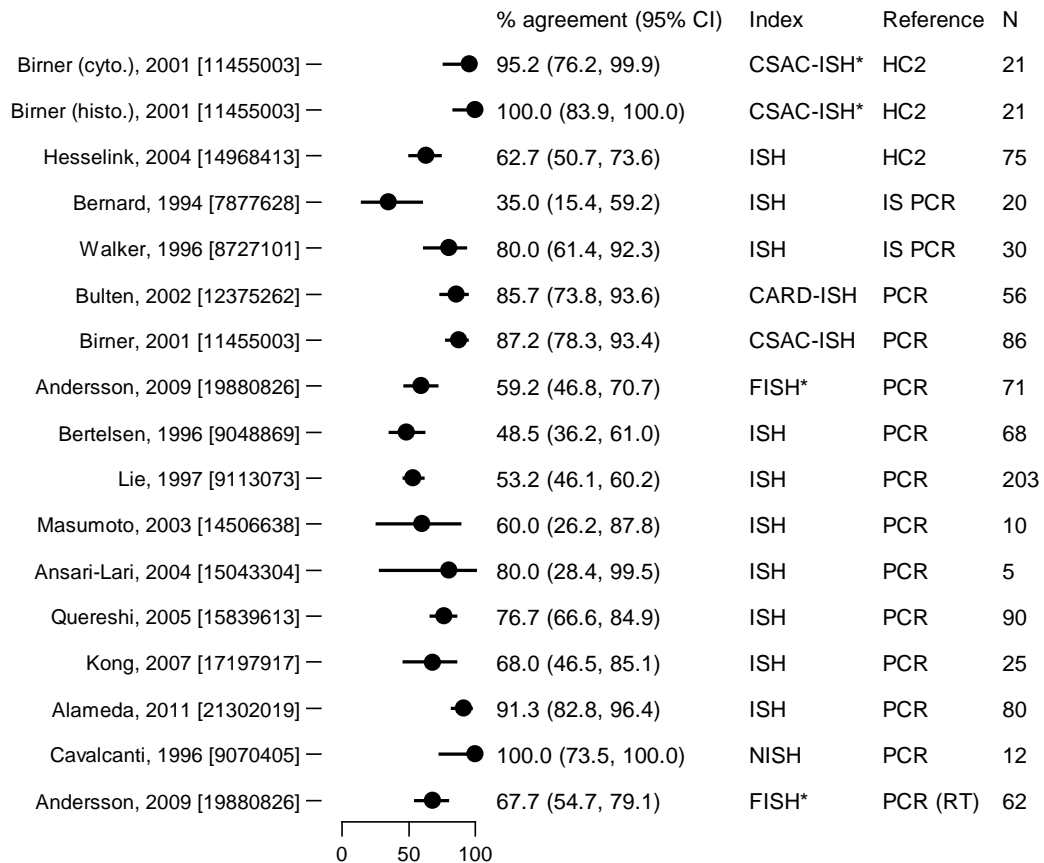 % agreement (95% CI) Index Reference N
Birner (cyto.), 2001 [11455003] 95.2 (76.2, 99.9) CSAC-ISH* HC2 21
Birner (histo.), 2001 [11455003] 100.0 (83.9, 100.0) CSAC-ISH* HC2 21
Hesselink, 2004 [14968413] 62.7 (50.7, 73.6) ISH HC2 75
Bernard, 1994 [7877628] 35.0 (15.4, 59.2) ISH IS PCR 20
Walker, 1996 [8727101] 80.0 (61.4, 92.3) ISH IS PCR 30
Bulten, 2002 [12375262] 85.7 (73.8, 93.6) CARD-ISH PCR 56
Birner, 2001 [11455003] 87.2 (78.3, 93.4) CSAC-ISH PCR 86
Andersson, 2009 [19880826] 59.2 (46.8, 70.7) FISH* PCR 71
Bertelsen, 1996 [9048869] 48.5 (36.2, 61.0) ISH PCR 68
Lie, 1997 [9113073] 53.2 (46.1, 60.2) ISH PCR 203
Masumoto, 2003 [14506638] 60.0 (26.2, 87.8) ISH PCR 10
Ansari-Lari, 2004 [15043304] 80.0 (28.4, 99.5) ISH PCR 5
Quereshi, 2005 [15839613] 76.7 (66.6, 84.9) ISH PCR 90
Kong, 2007 [17197917] 68.0 (46.5, 85.1) ISH PCR 25
Alameda, 2011 [21302019] 91.3 (82.8, 96.4) ISH PCR 80
Cavalcanti, 1996 [9070405] 100.0 (73.5, 100.0) NISH PCR 12
Andersson, 2009 [19880826] 67.7 (54.7, 79.1) FISH* PCR (RT) 62
0 50 100